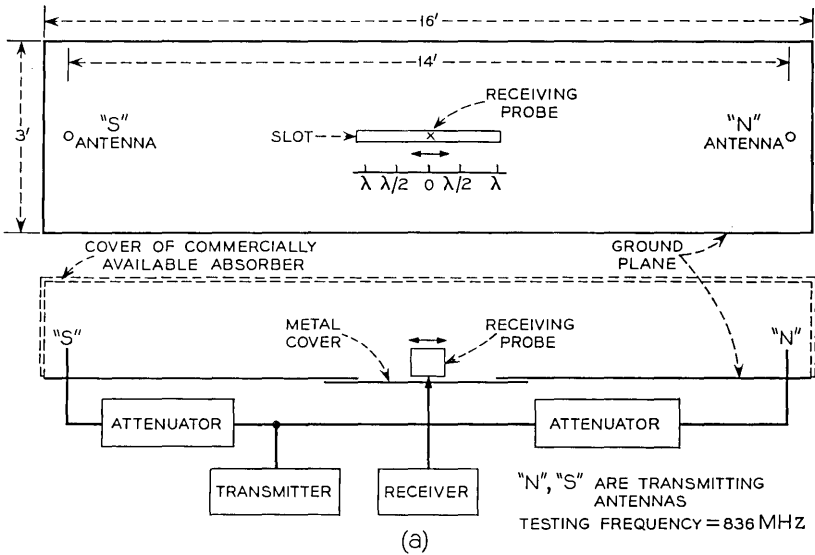 16'
14'
3'
"S"
ANTENNA
SLOT
RECEIVING
PROBE
"N"
ANTENNA
λ λ/2 0 λ/2 λ
COVER OF COMMERCIALLY
AVAILABLE ABSORBER
GROUND
PLANE
"S"
METAL
COVER
RECEIVING
PROBE
"N"
ATTENUATOR
ATTENUATOR
TRANSMITTER
RECEIVER
"N", "S" ARE TRANSMITTING
ANTENNAS
TESTING FREQUENCY = 836 MHz
(a)